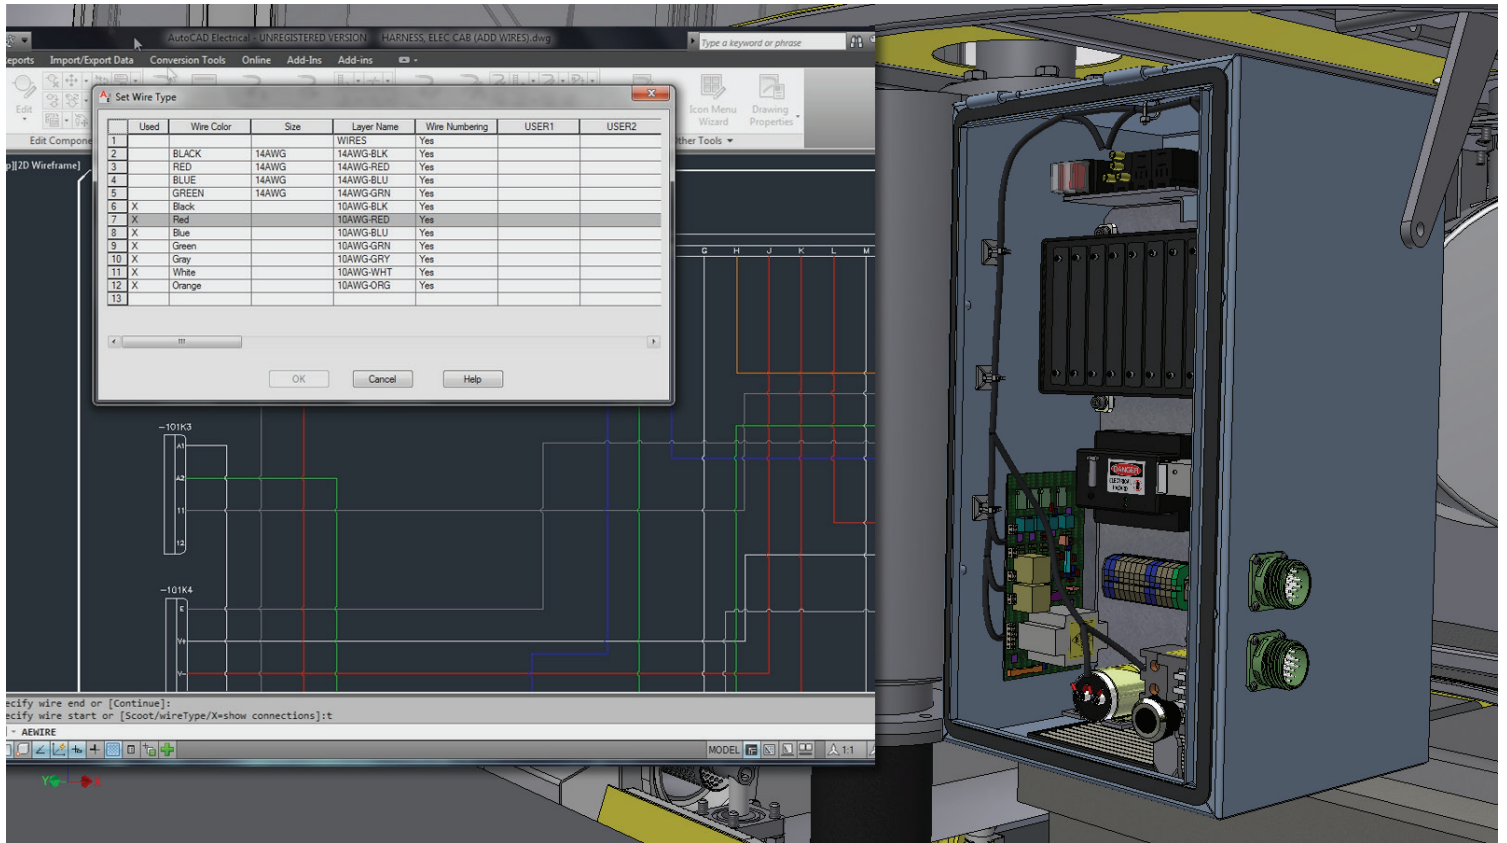 AutoCAD Electrical - UNREGISTERED VERSION HARNESS, ELEC CAB (ADD WIRES).dwg
Type a keyword or phrase
eports Import/Export Data Conversion Tools Online Add-Ins Add-ins
Edit
Icon Menu Wizard
Drawing Properties
Edit Compone
ther Tools
p][2D Wireframe]
Set Wire Type
Used Wire Color Size Layer Name Wire Numbering USER1 USER2
1 WIRES Yes
2 BLACK 14AWG 14AWG-BLK Yes
3 RED 14AWG 14AWG-RED Yes
4 BLUE 14AWG 14AWG-BLU Yes
5 GREEN 14AWG 14AWG-GRN Yes
6 X Black 10AWG-BLK Yes
7 X Red 10AWG-RED Yes
8 X Blue 10AWG-BLU Yes
9 X Green 10AWG-GRN Yes
10 X Gray 10AWG-GRY Yes
11 X White 10AWG-WHT Yes
12 X Orange 10AWG-ORG Yes
13
OK Cancel Help
G H J K L M
-101K3
A1
A2
11
12
-101K4
E
V+
V-
DANGER
ecify wire end or [Continue]:
ecify wire start or [Scoot/wireType/X=show connections]:t
- AEWIRE
MODEL
1:1
Y X